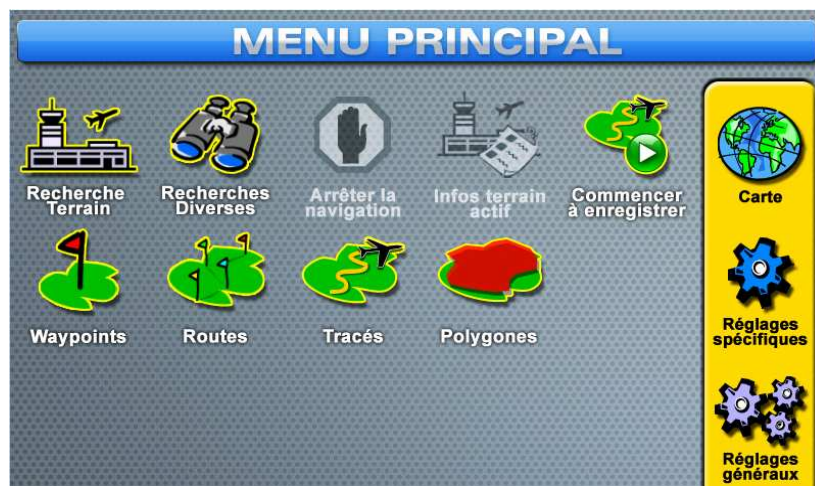 MENU PRINCIPAL
Recherche
Terrain
Recherches
Diverses
Arrêter la
navigation
Infos terrain
actif
Commencer
à enregistrer
Carte
Waypoints
Routes
Tracés
Polygones
Réglages
spécifiques
Réglages
généraux